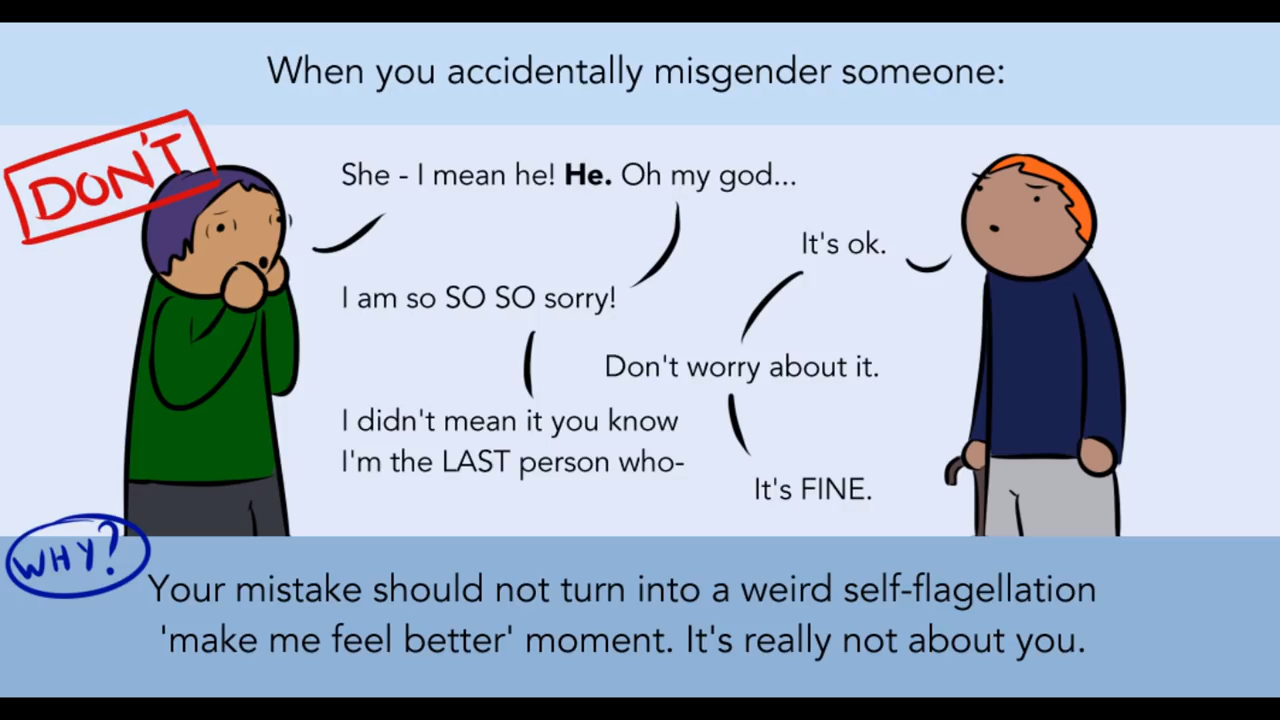 When you accidentally misgender someone:
DON'T
She - I mean he! He. Oh my god...
It's ok.
I am so SO SO sorry!
Don't worry about it.
I didn't mean it you know
I'm the LAST person who-
It's FINE.
WHY?
Your mistake should not turn into a weird self-flagellation
'make me feel better' moment. It's really not about you.